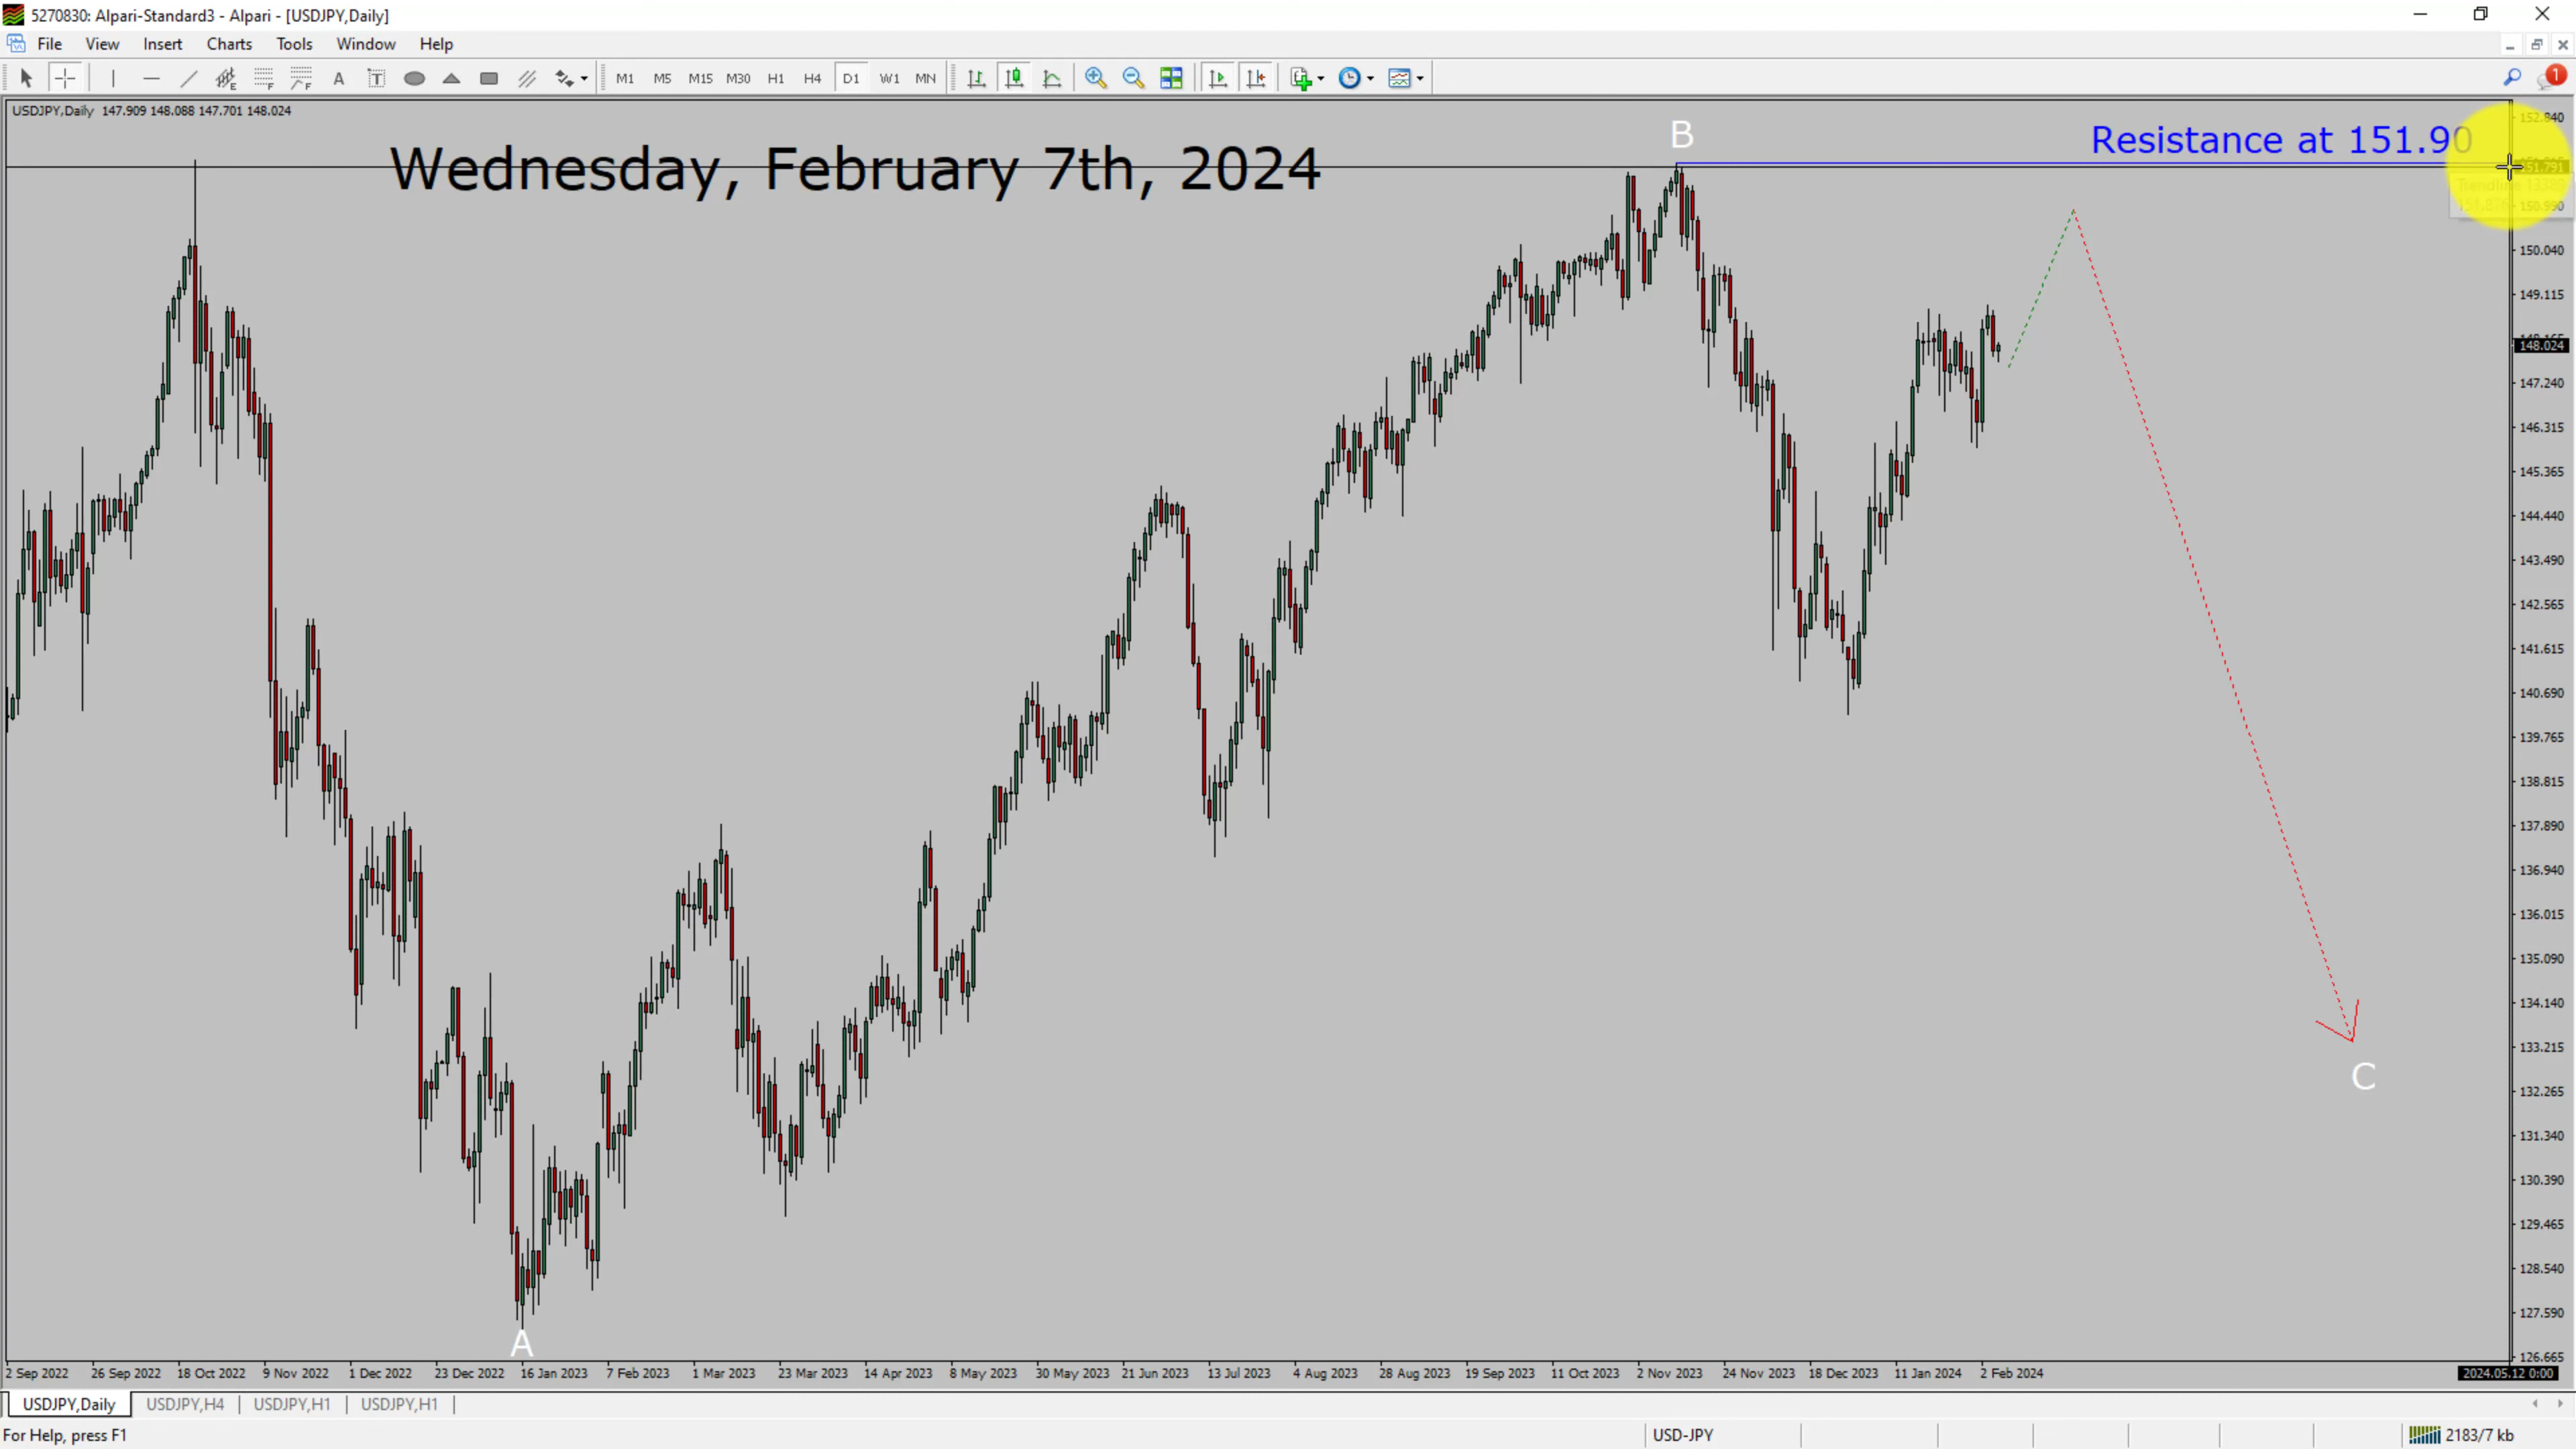 5270830: Alpari-Standard3 - Alpari - [USDJPY,Daily]
File View Insert Charts Tools Window Help
A T E F F M1 M5 M15 M30 H1 H4 D1 W1 MN 1
USDJPY,Daily 147.909 148.088 147.701 148.024
Wednesday, February 7th, 2024
B
Resistance at 151.90
152.840
151.791
150.990
150.040
149.115
148.024
147.240
146.315
145.365
144.440
143.490
142.565
141.615
140.690
139.765
138.815
137.890
136.940
136.015
135.090
134.140
133.215
C
132.265
131.340
130.390
129.465
128.540
127.590
A
126.665
2 Sep 2022 26 Sep 2022 18 Oct 2022 9 Nov 2022 1 Dec 2022 23 Dec 2022 16 Jan 2023 7 Feb 2023 1 Mar 2023 23 Mar 2023 14 Apr 2023 8 May 2023 30 May 2023 21 Jun 2023 13 Jul 2023 4 Aug 2023 28 Aug 2023 19 Sep 2023 11 Oct 2023 2 Nov 2023 24 Nov 2023 18 Dec 2023 11 Jan 2024 2 Feb 2024 2024.05.12 0:00
USDJPY,Daily USDJPY,H4 USDJPY,H1 USDJPY,H1
For Help, press F1 USD-JPY 2183/7 kb